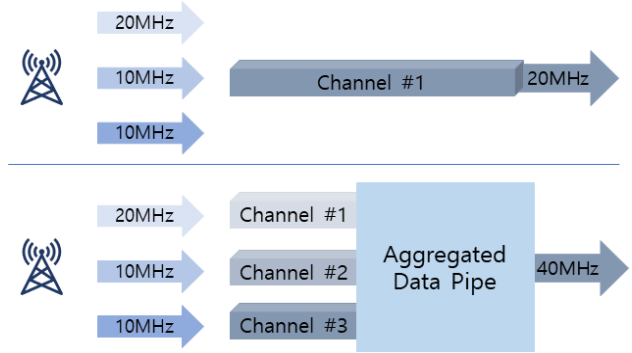 20MHz
10MHz
Channel #1
20MHz
10MHz
20MHz
Channel #1
10MHz
Channel #2
Aggregated
Data Pipe
40MHz
10MHz
Channel #3